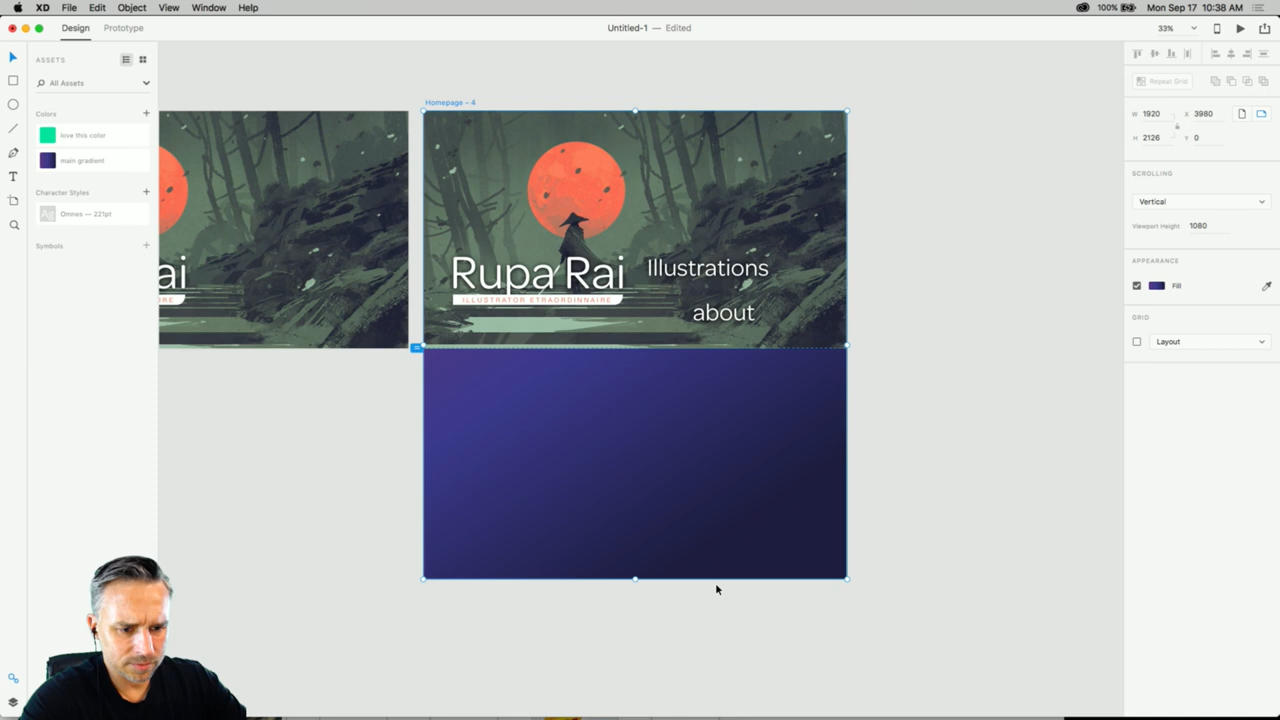 XD File Edit Object View Window Help
100% Mon Sep 17 10:38 AM
Design Prototype
Untitled-1 — Edited
33%
ASSETS
All Assets
Colors
love this color
main gradient
Character Styles
Ag Omnes — 221pt
Symbols
Homepage – 4
ai
RE
Rupa Rai
ILLUSTRATOR ETRAORDINNAIRE
Illustrations
about
Repeat Grid
W 1920 X 3980
H 2126 Y 0
SCROLLING
Vertical
Viewport Height 1080
APPEARANCE
Fill
GRID
Layout